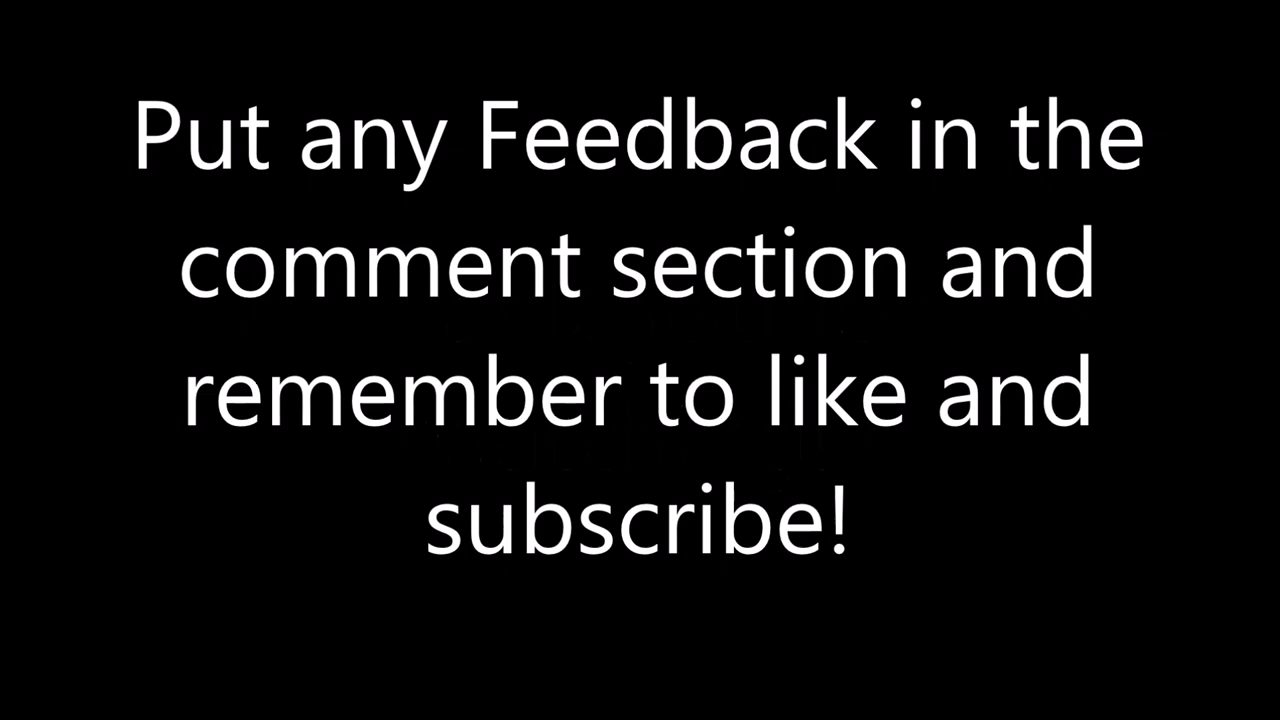 Put any Feedback in the
comment section and
remember to like and
subscribe!